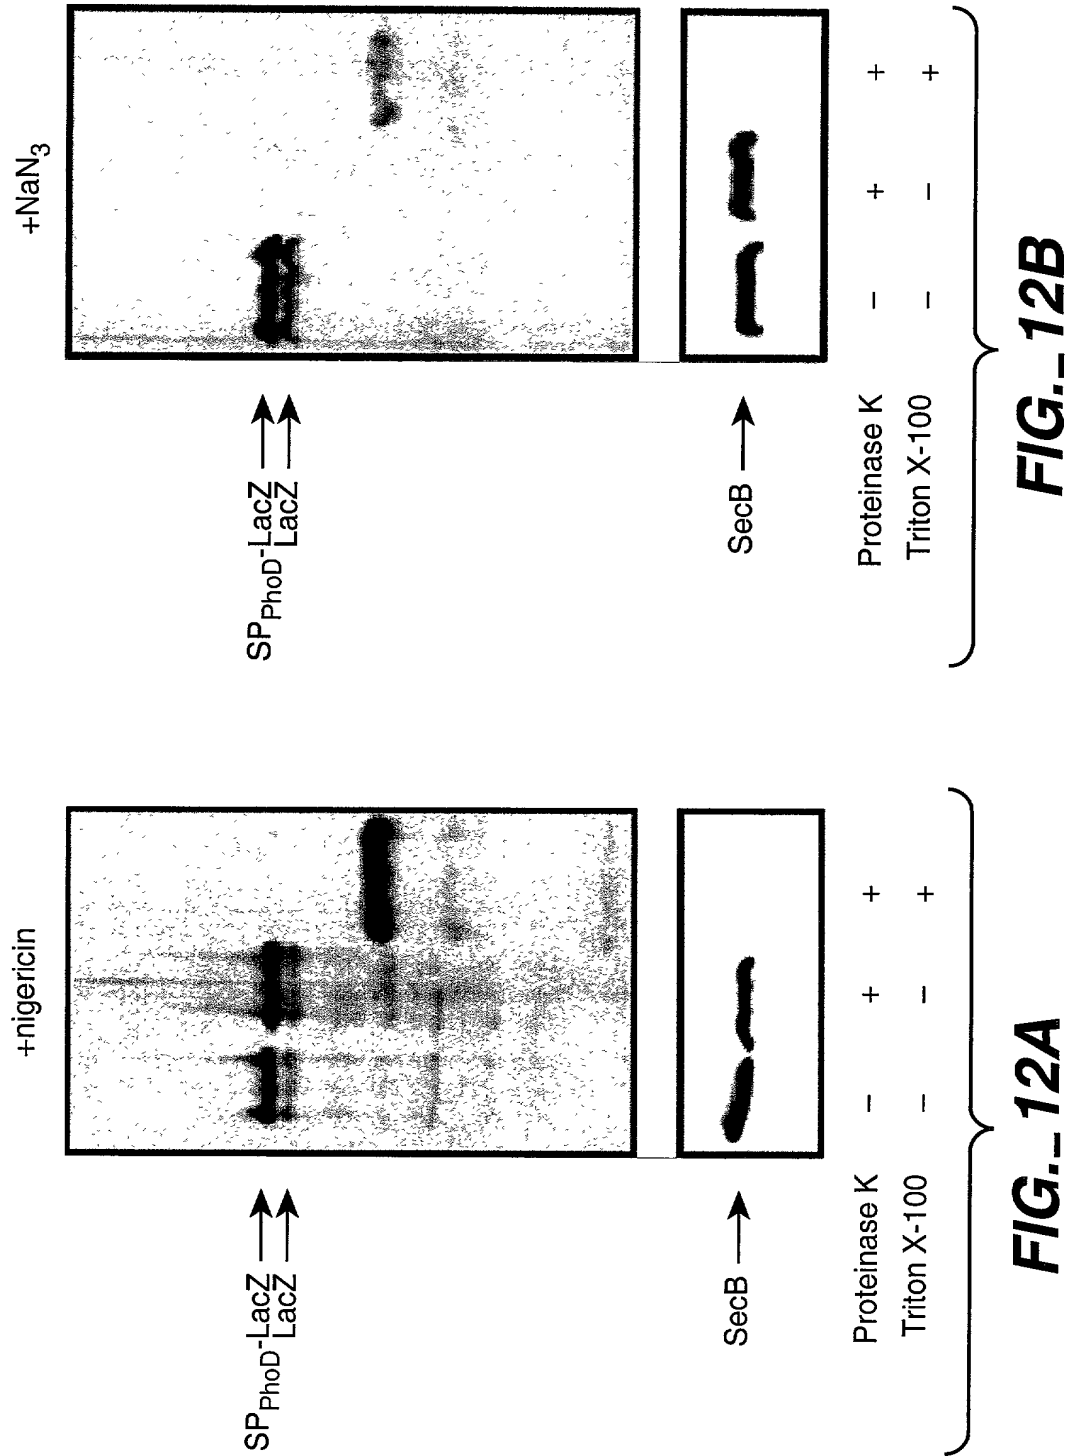 +nigericin
SP_PhoD-LacZ
LacZ
SecB
Proteinase K − + +
Triton X-100 − − +
FIG._12A
+NaN₃
SP_PhoD-LacZ
LacZ
SecB
Proteinase K − + +
Triton X-100 − − +
FIG._12B